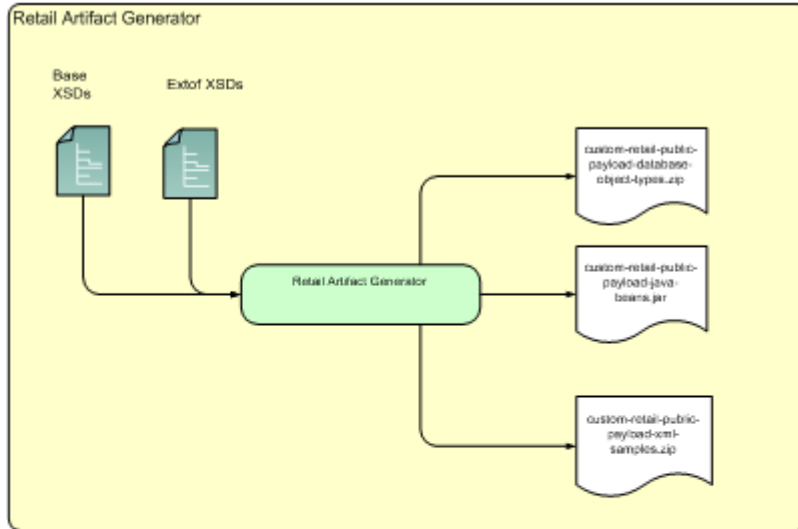 Retail Artifact Generator
Base
XSDs
Extof XSDs
custom-retail-public-
payload-database-
object-types.zip
Retail Artifact Generator
custom-retail-public-
payload-java-
beans.jar
custom-retail-public-
payload-xml-
samples.zip